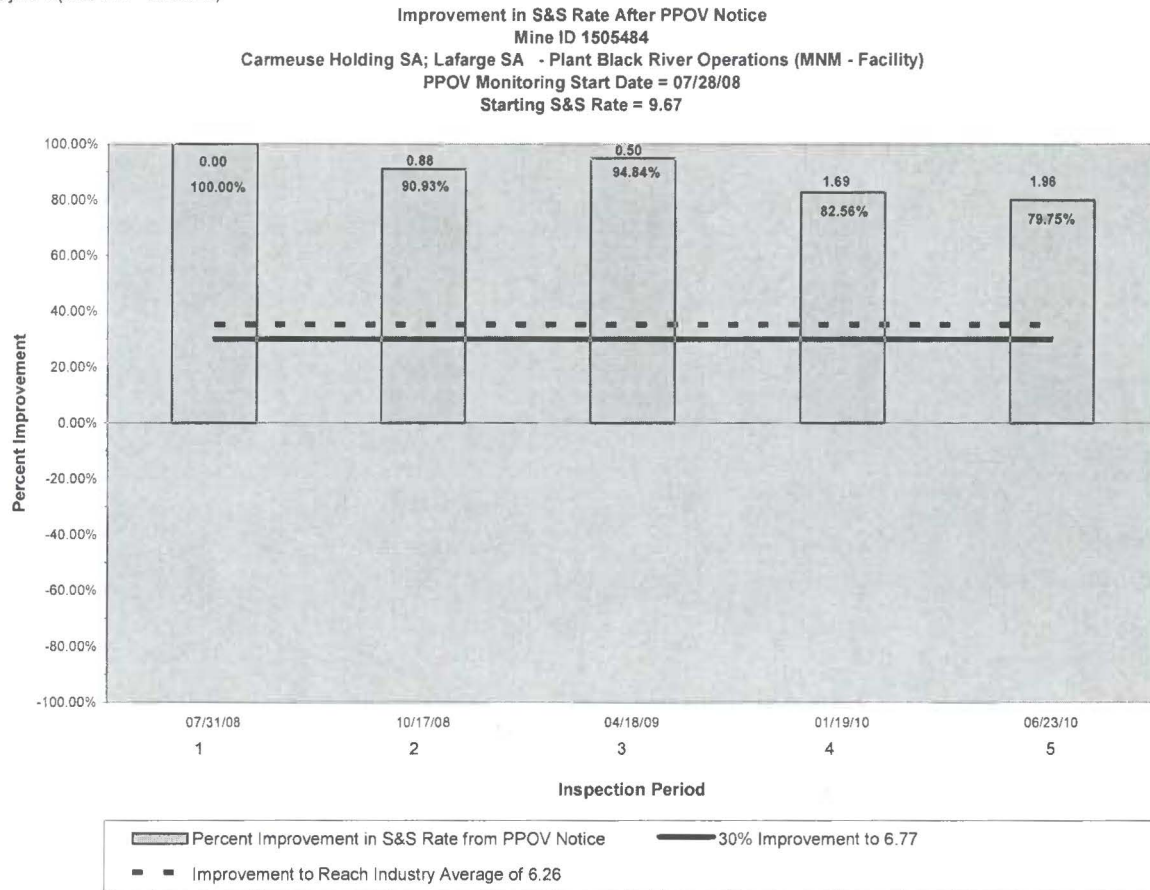 Improvement in S&S Rate After PPOV Notice
Mine ID 1505484
Carmeuse Holding SA; Lafarge SA - Plant Black River Operations (MNM - Facility)
PPOV Monitoring Start Date = 07/28/08
Starting S&S Rate = 9.67
100.00%
80.00%
60.00%
40.00%
20.00%
0.00%
-20.00%
-40.00%
-60.00%
-80.00%
-100.00%
Percent Improvement
0.00
100.00%
0.88
90.93%
0.50
94.84%
1.69
82.56%
1.96
79.75%
07/31/08 10/17/08 04/18/09 01/19/10 06/23/10
1 2 3 4 5
Inspection Period
Percent Improvement in S&S Rate from PPOV Notice
30% Improvement to 6.77
Improvement to Reach Industry Average of 6.26